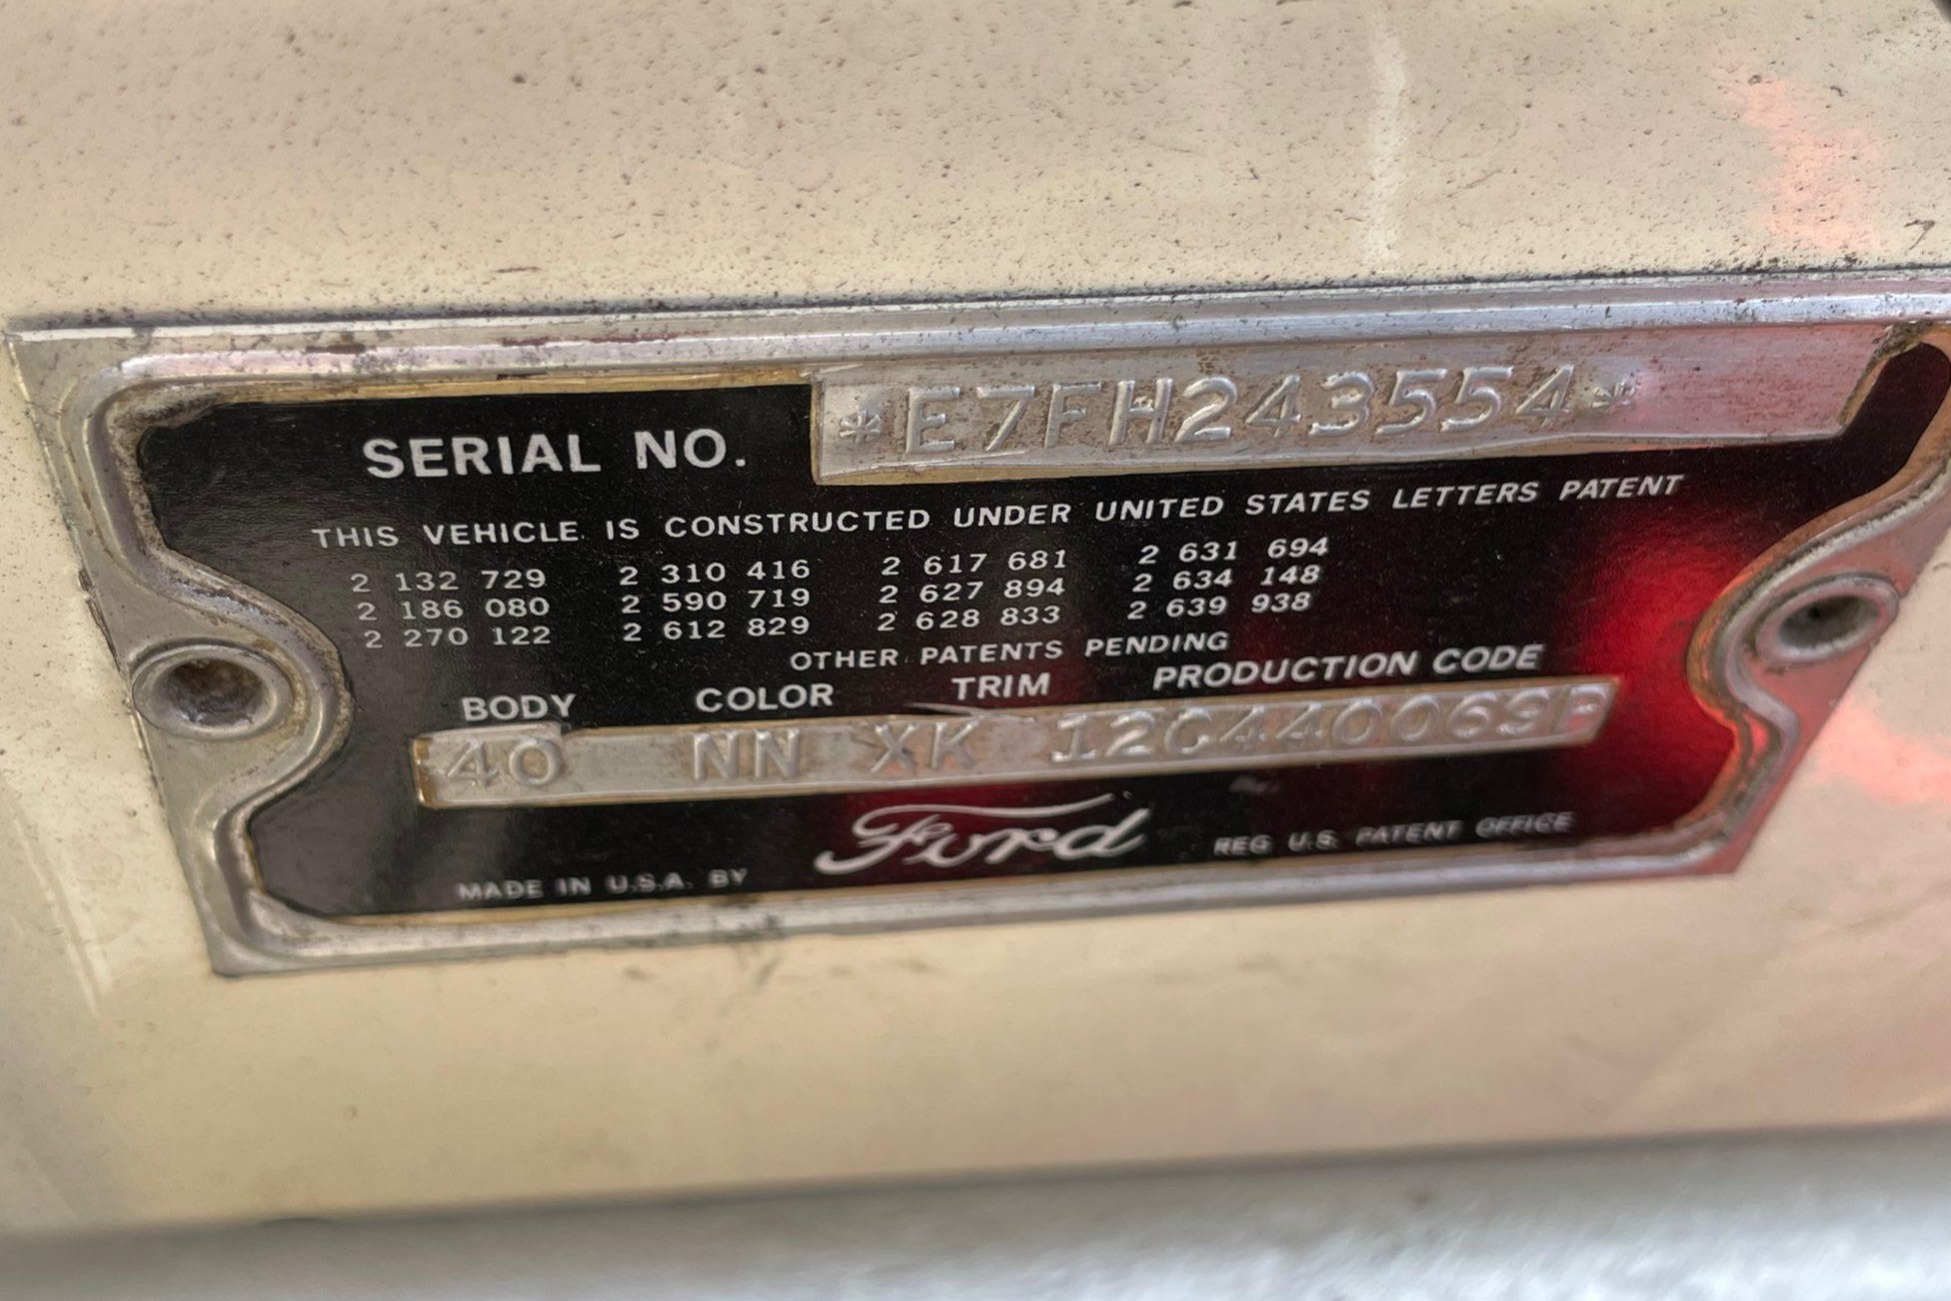 SERIAL NO. *E7FH243554*
THIS VEHICLE IS CONSTRUCTED UNDER UNITED STATES LETTERS PATENT
2 132 729 2 310 416 2 617 681 2 631 694
2 186 080 2 590 719 2 627 894 2 634 148
2 270 122 2 612 829 2 628 833 2 639 938
OTHER PATENTS PENDING
BODY COLOR TRIM PRODUCTION CODE
40 NN XK
MADE IN U.S.A. BY Ford REG U.S. PATENT OFFICE